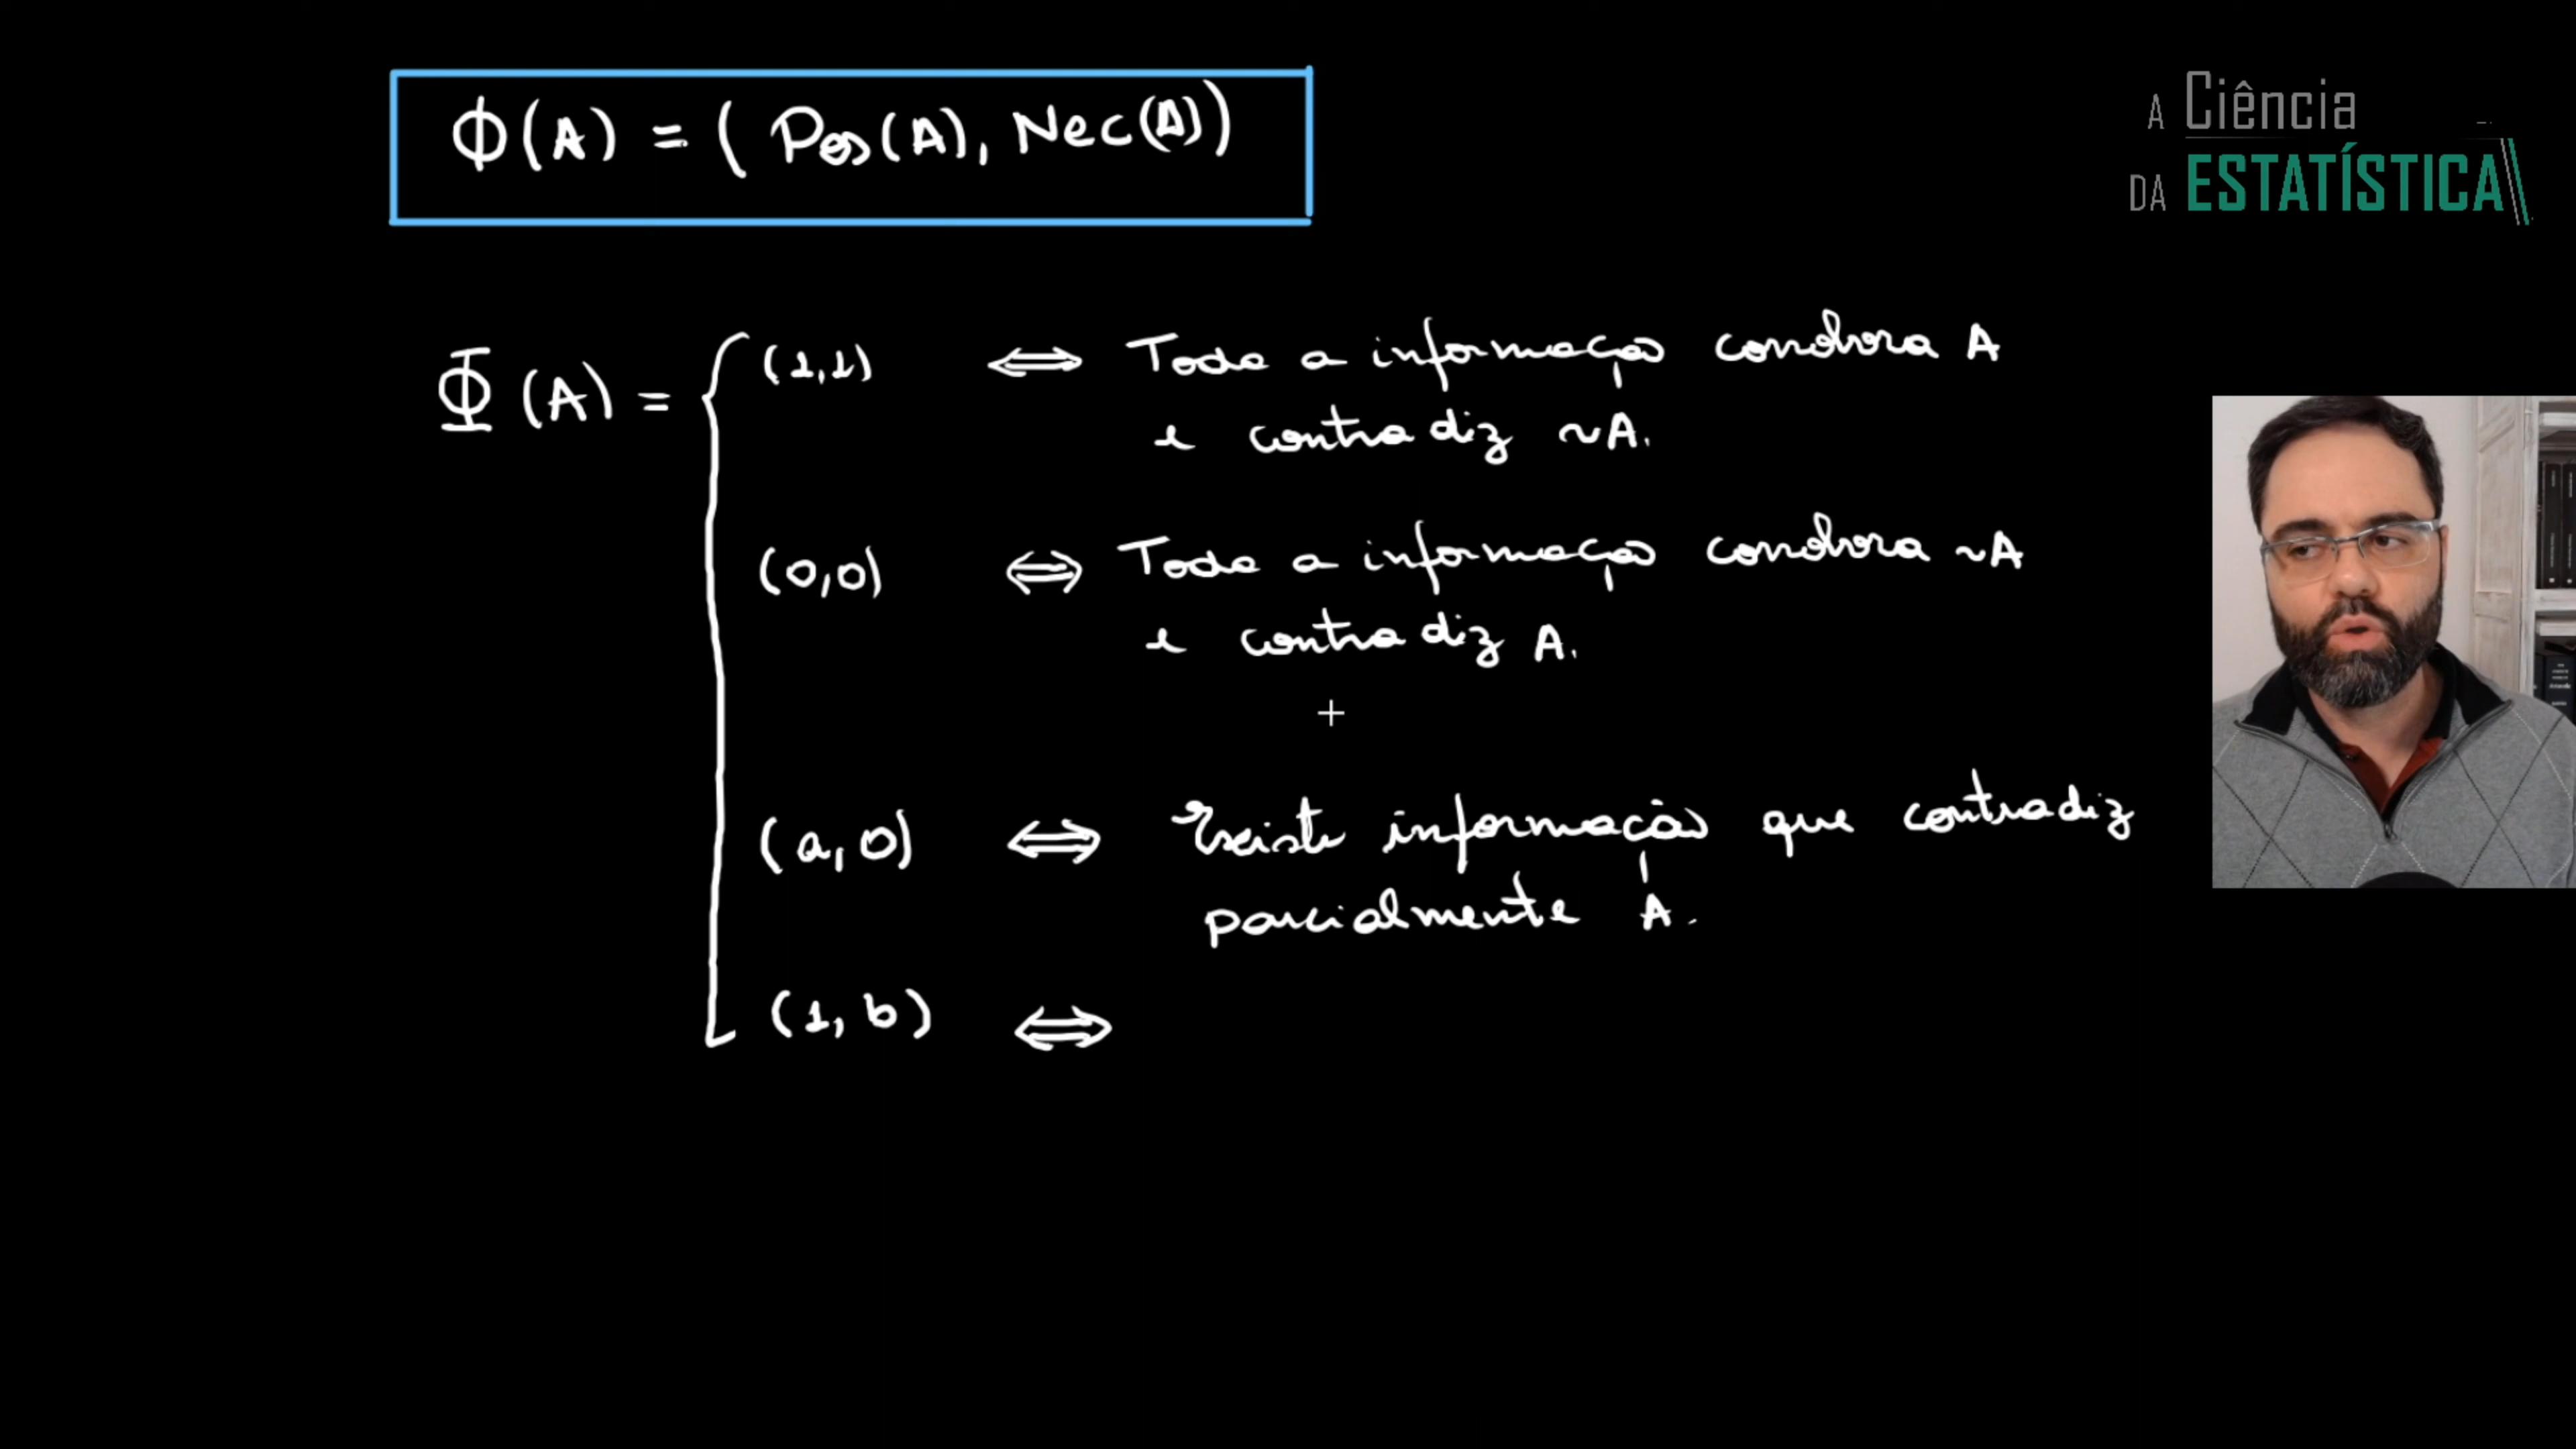 Φ(A) = ( Pos(A), Nec(A))
A Ciência
DA ESTATÍSTICA
Φ (A) =
(1,1) ⟺ Toda a informação corrobora A
e contradiz ~A.
(0,0) ⟺ Toda a informação corrobora ~A
e contradiz A.
(a, 0) ⟺ Existe informação que contradiz
parcialmente A.
(1, b) ⟺